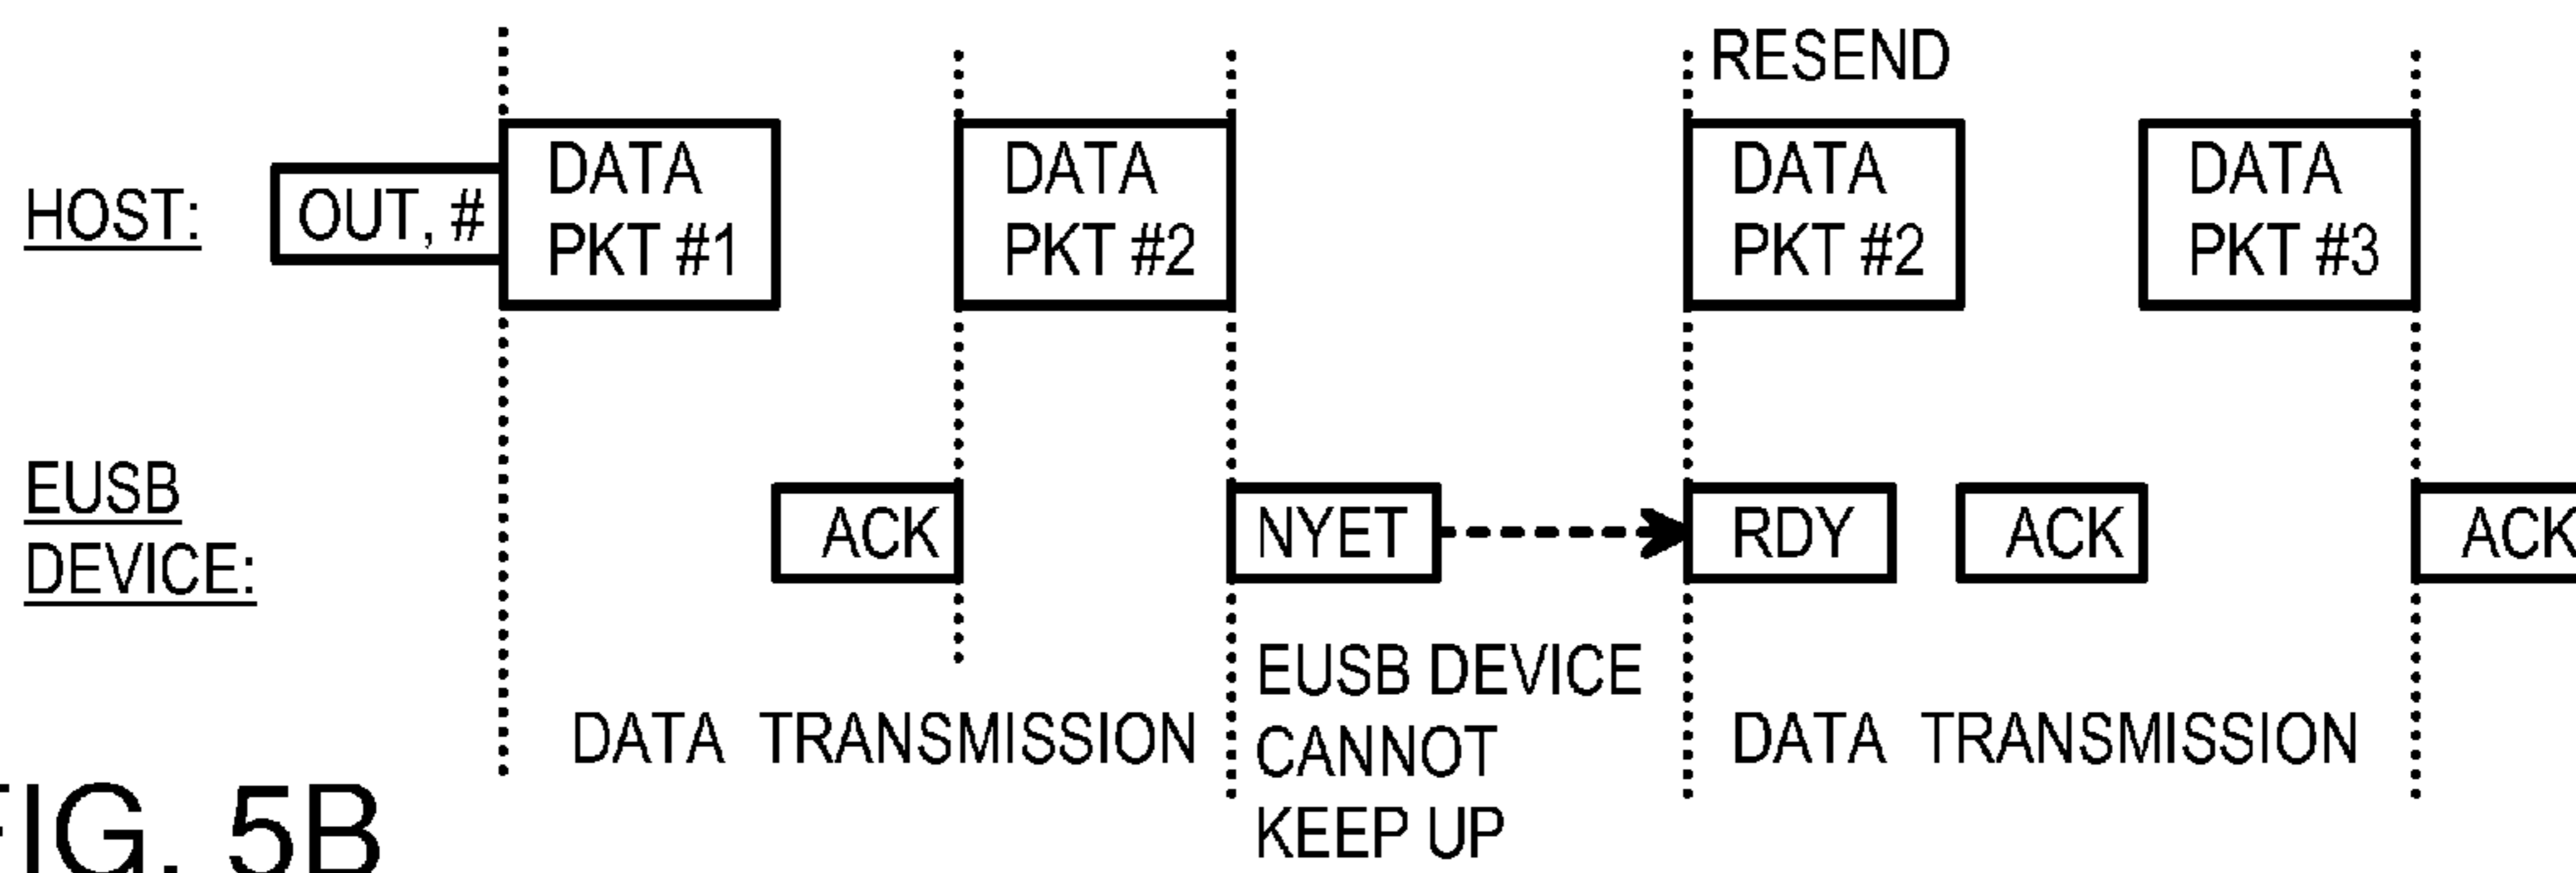 RESEND
HOST:
OUT, #
DATA
PKT #1
DATA
PKT #2
DATA
PKT #2
DATA
PKT #3
EUSB
DEVICE:
ACK
NYET
RDY
ACK
ACK
DATA TRANSMISSION
EUSB DEVICE
CANNOT
KEEP UP
DATA TRANSMISSION
FIG. 5B